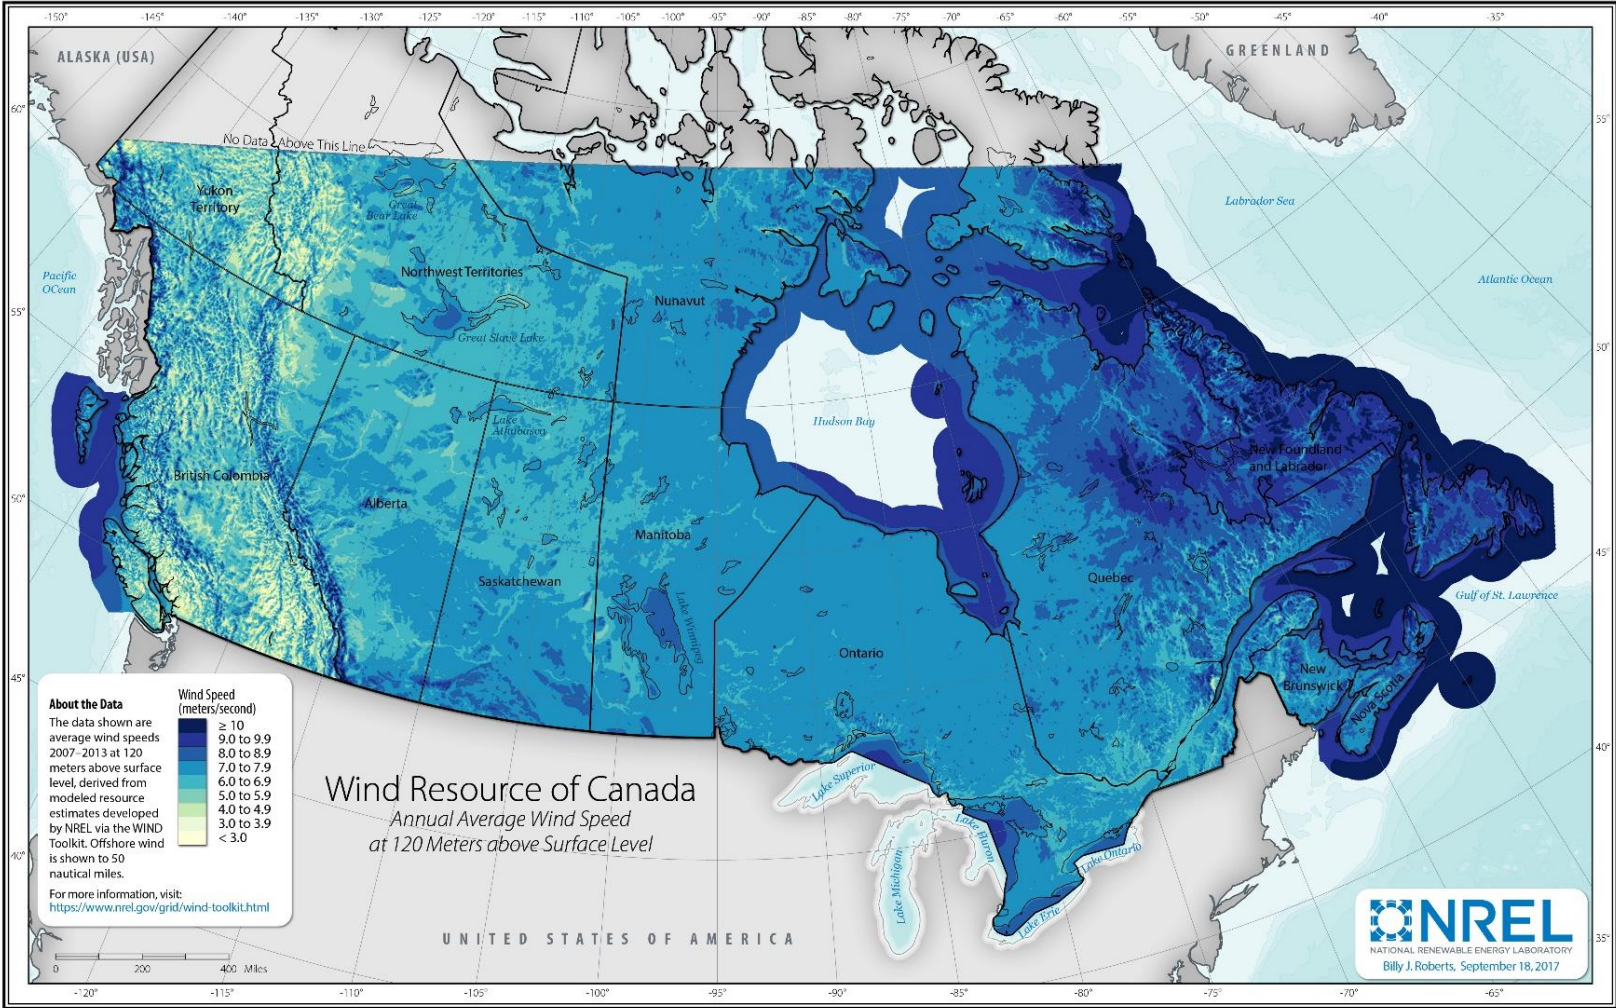 -150° -145° -140° -135° -130° -125° -120° -115° -110° -105° -100° -95° -90° -85° -80° -75° -70° -65° -60° -55° -50° -45° -40° -35°
ALASKA (USA)
GREENLAND
60°
55°
No Data Above This Line
Yukon
Territory
Great
Bear Lake
Labrador Sea
Pacific
OCean
Northwest Territories
Nunavut
Atlantic Ocean
55°
Great Slave Lake
50°
Lake
Athabasca
Hudson Bay
New Foundland
and Labrador
British Colombia
Alberta
50°
Manitoba
45°
Saskatchewan
Quebec
Lake Winnipeg
Gulf of St. Lawrence
Ontario
45°
New
Brunswick
Nova Scotia
40°
About the Data
The data shown are
average wind speeds
2007–2013 at 120
meters above surface
level, derived from
modeled resource
estimates developed
by NREL via the WIND
Toolkit. Offshore wind
is shown to 50
nautical miles.
For more information, visit:
https://www.nrel.gov/grid/wind-toolkit.html
Wind Speed
(meters/second)
≥ 10
9.0 to 9.9
8.0 to 8.9
7.0 to 7.9
6.0 to 6.9
5.0 to 5.9
4.0 to 4.9
3.0 to 3.9
< 3.0
Wind Resource of Canada
Annual Average Wind Speed
at 120 Meters above Surface Level
Lake Superior
Lake Huron
Lake Michigan
Lake Ontario
Lake Erie
40°
35°
UNITED STATES OF AMERICA
NREL
NATIONAL RENEWABLE ENERGY LABORATORY
Billy J. Roberts, September 18, 2017
0 200 400 Miles
-120° -115° -110° -105° -100° -95° -90° -85° -80° -75° -70° -65°